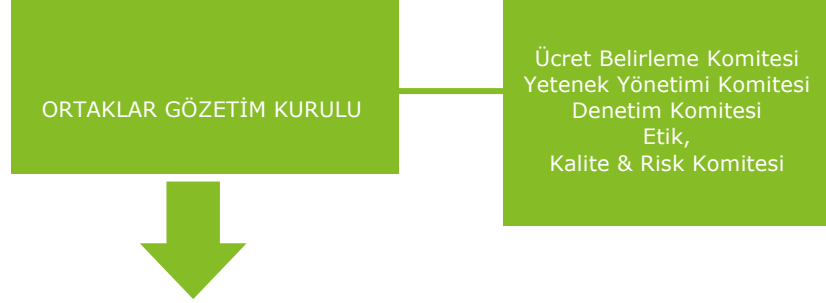 ORTAKLAR GÖZETİM KURULU
Ücret Belirleme Komitesi
Yetenek Yönetimi Komitesi
Denetim Komitesi
Etik,
Kalite & Risk Komitesi